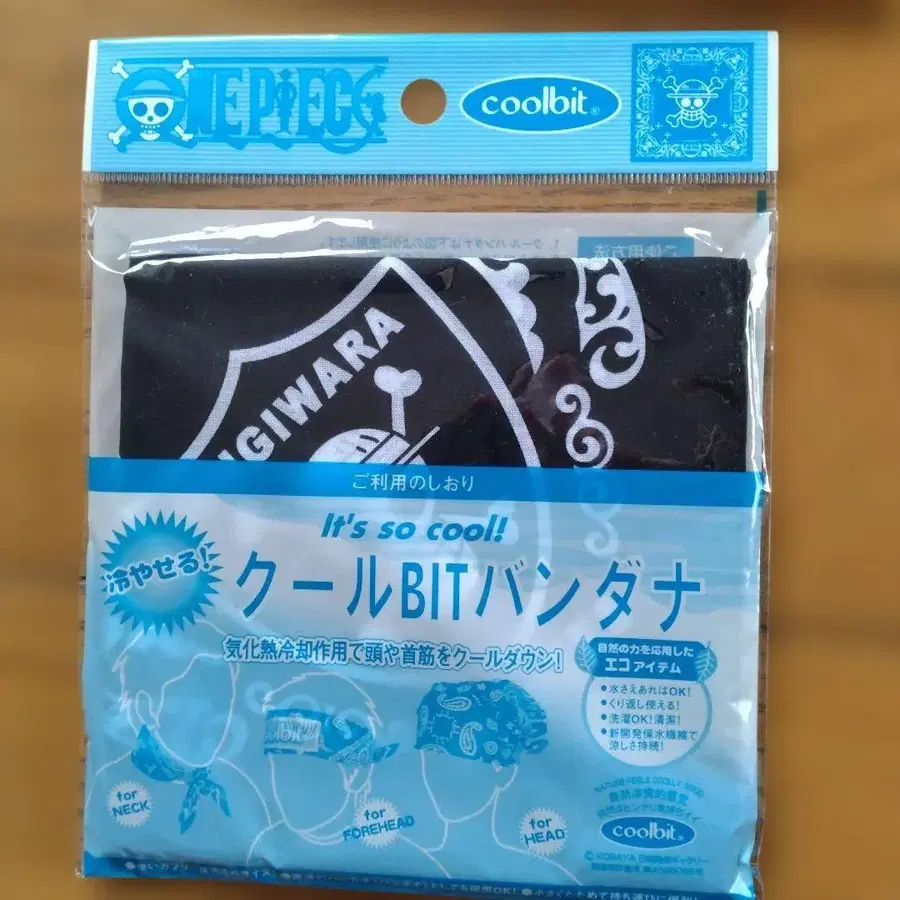 ONE PIECE
coolbit®
ご使用方法
MUGIWARA
ご利用のしおり
It's so cool!
冷やせる!
クールBITバンダナ
気化熱冷却作用で頭や首筋をクールダウン!
自然の力を応用した
エコアイテム
●水さえあればOK!
●くり返し使える!
●洗濯OK!清潔!
●新開発保水繊維で
涼しさ持続!
for
NECK
for
FOREHEAD
for
HEAD
coolbit®